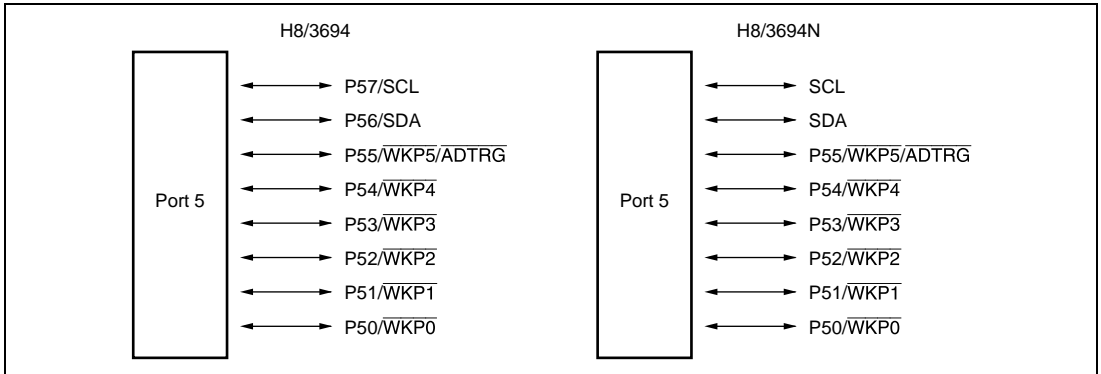 H8/3694
P57/SCL
P56/SDA
P55/WKP5/ADTRG
P54/WKP4
P53/WKP3
P52/WKP2
P51/WKP1
P50/WKP0
Port 5
H8/3694N
SCL
SDA
P55/WKP5/ADTRG
P54/WKP4
P53/WKP3
P52/WKP2
P51/WKP1
P50/WKP0
Port 5